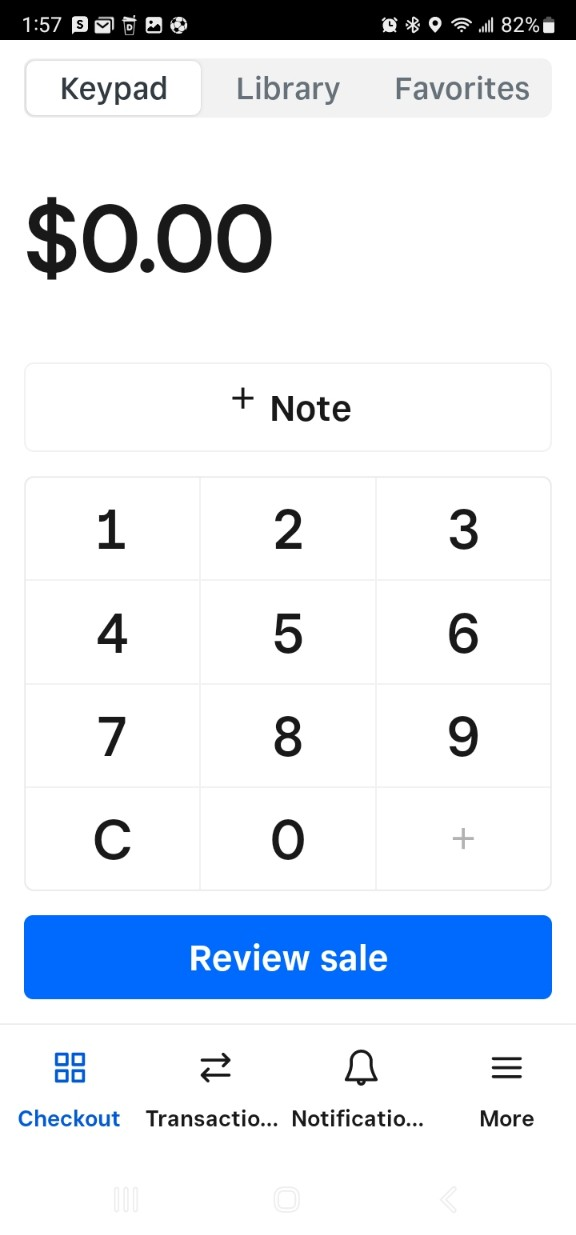 1:57 82%
Keypad Library Favorites
$0.00
+ Note
1 2 3
4 5 6
7 8 9
C 0 +
Review sale
Checkout Transactio... Notificatio... More